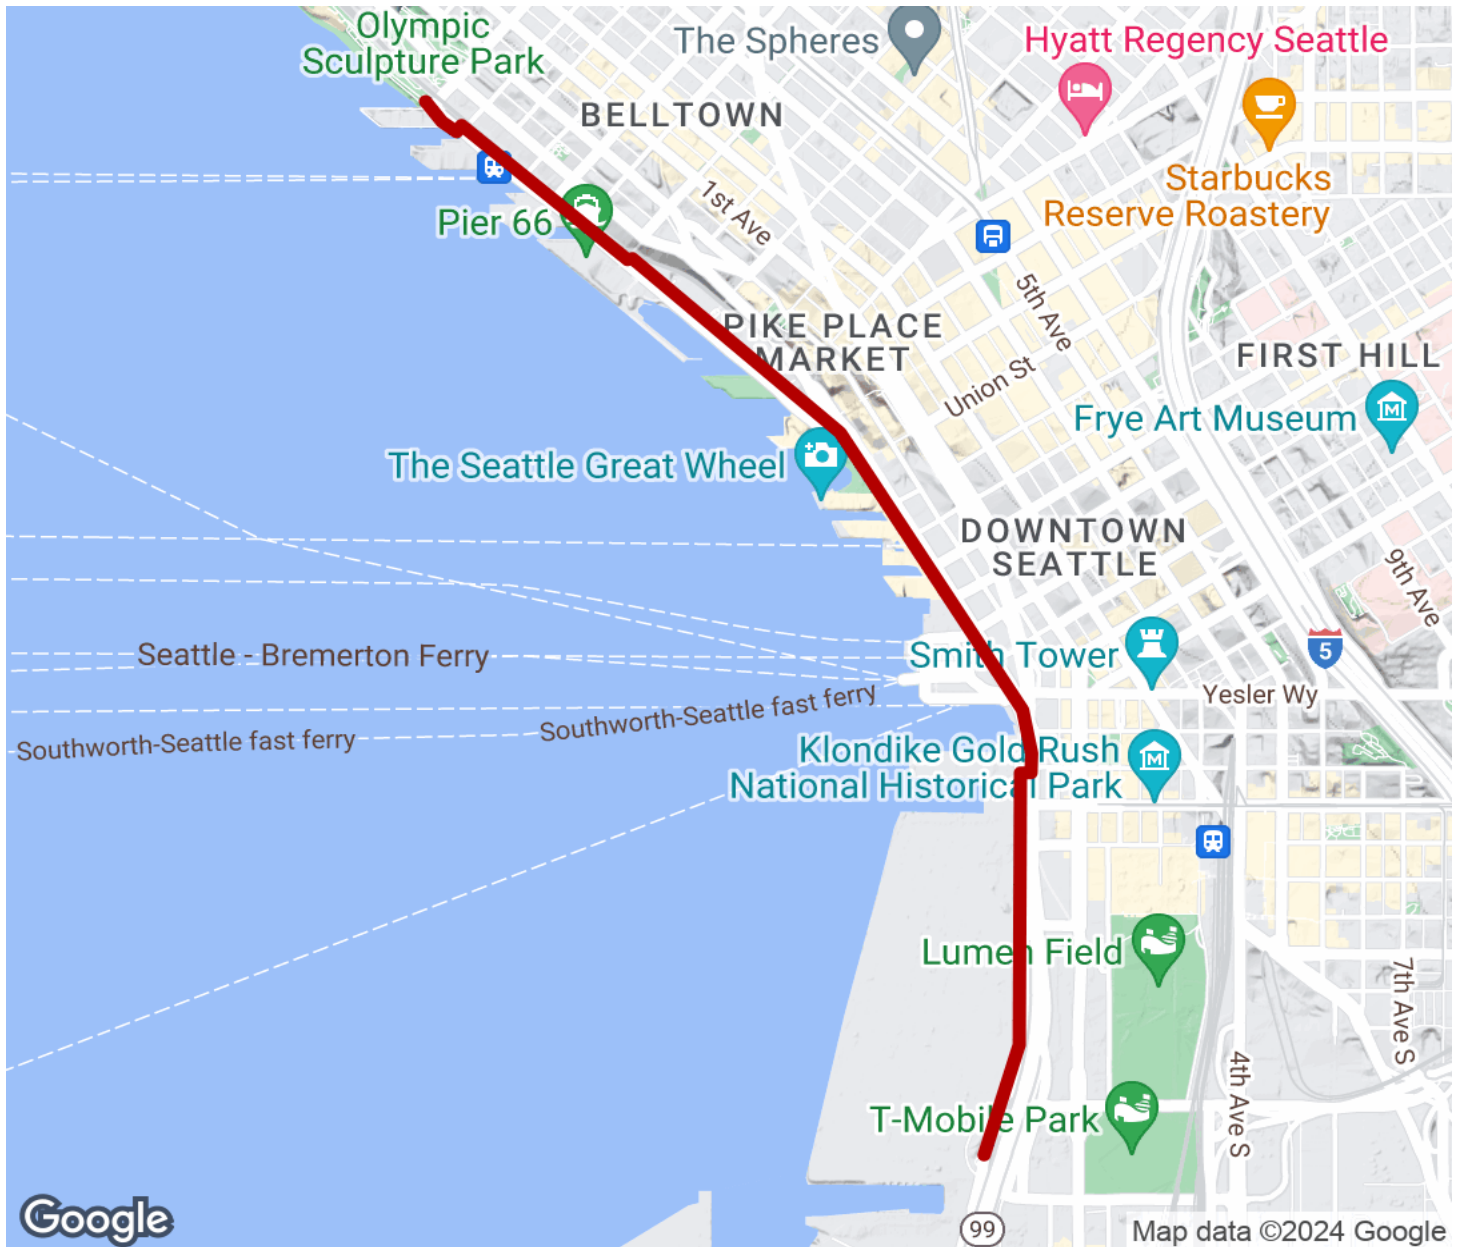 Olympic
Sculpture Park
The Spheres
Hyatt Regency Seattle
BELLTOWN
Starbucks
Reserve Roastery
Pier 66
1st Ave
5th Ave
PIKE PLACE
MARKET
FIRST HILL
Union St
Frye Art Museum
The Seattle Great Wheel
DOWNTOWN
SEATTLE
9th Ave
Seattle - Bremerton Ferry
Smith Tower
5
Yesler Wy
Southworth-Seattle fast ferry
Southworth-Seattle fast ferry
Klondike Gold Rush
National Historical Park
Lumen Field
7th Ave S
4th Ave S
T-Mobile Park
Google
99
Map data ©2024 Google